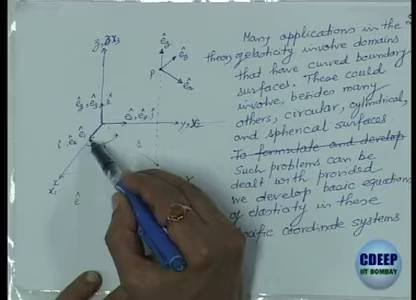 Many applications in the
theory elasticity involve domains
that have curved boundary
surfaces. These could
involve, besides many
others, circular, cylindrical,
and spherical surfaces.
To formulate and develop
Such problems can be
dealt with provided
we develop basic equations
of elasticity in these
specific coordinate systems
P
x
x₁
CDEEP
IIT BOMBAY